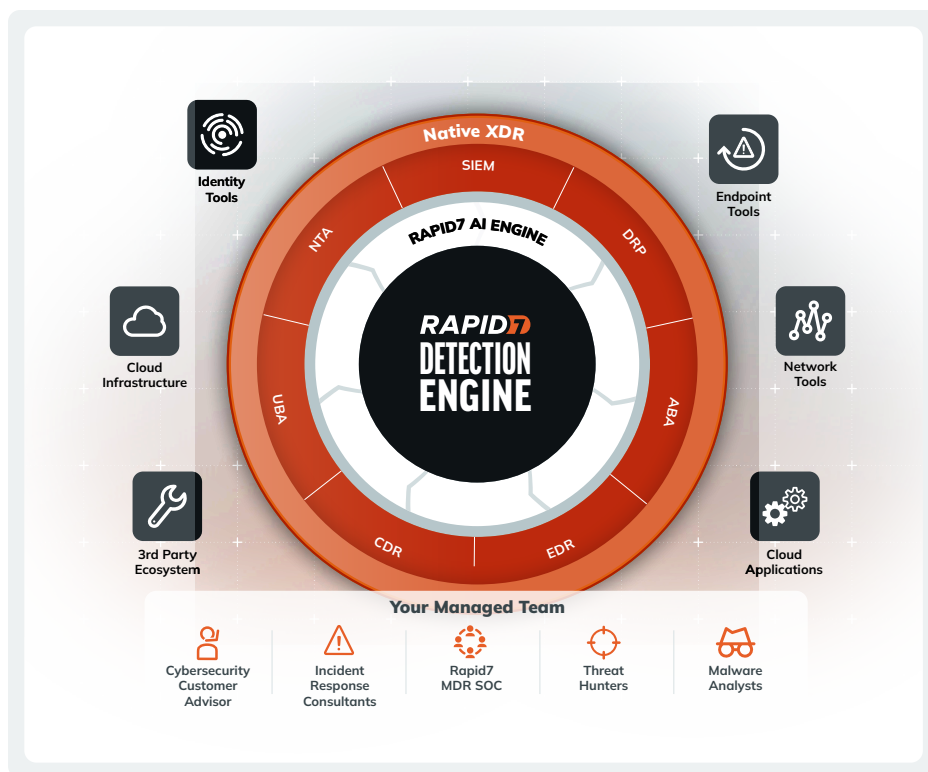 Native XDR
SIEM
NTA
DRP
UBA
ABA
CDR
EDR
RAPID7 AI ENGINE
RAPID7
DETECTION
ENGINE
Identity
Tools
Endpoint
Tools
Cloud
Infrastructure
Network
Tools
3rd Party
Ecosystem
Cloud
Applications
Your Managed Team
Cybersecurity
Customer
Advisor
Incident
Response
Consultants
Rapid7
MDR SOC
Threat
Hunters
Malware
Analysts